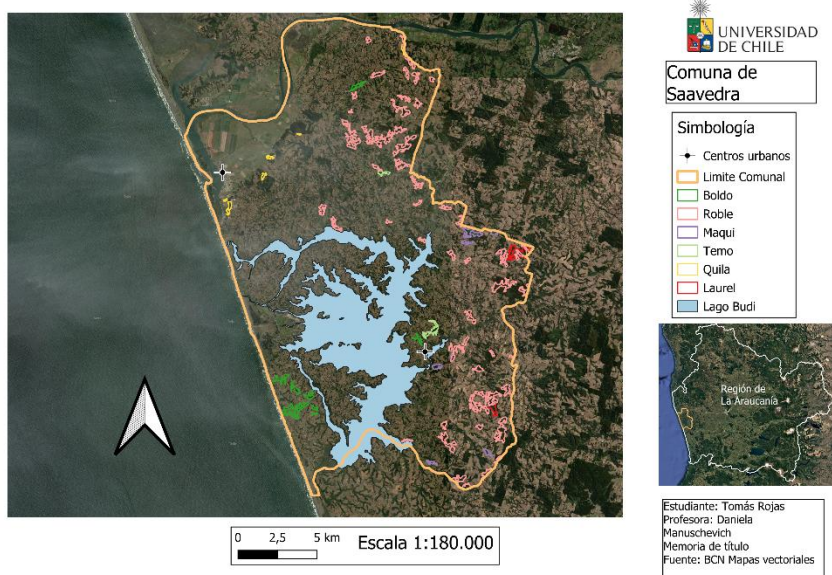 UNIVERSIDAD
DE CHILE
Comuna de
Saavedra
Simbología
Centros urbanos
Limite Comunal
Boldo
Roble
Maqui
Temo
Quila
Laurel
Lago Budi
Región de
La Araucanía
0 2,5 5 km
Escala 1:180.000
Estudiante: Tomás Rojas
Profesora: Daniela
Manuschevich
Memoria de título
Fuente: BCN Mapas vectoriales